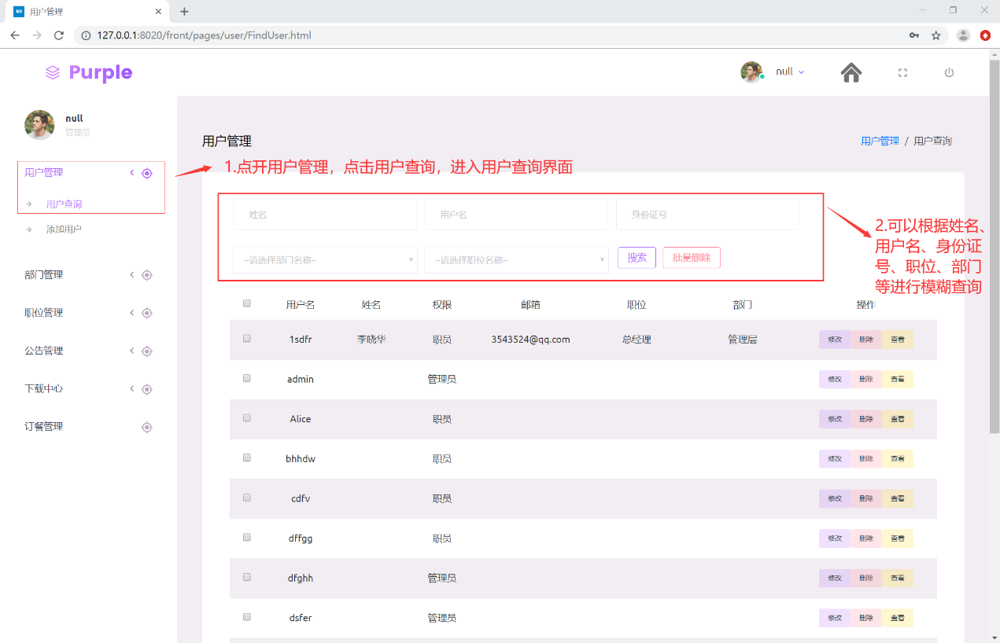 用户管理
127.0.0.1:8020/front/pages/user/FindUser.html
Purple
null
null
管理员
用户管理
用户查询
添加用户
部门管理
职位管理
公告管理
下载中心
订餐管理
用户管理
用户管理 / 用户查询
1.点开用户管理，点击用户查询，进入用户查询界面
姓名 用户名 身份证号
--请选择部门名称-- --请选择职位名称-- 搜索 批量删除
2.可以根据姓名、
用户名、身份证
号、职位、部门
等进行模糊查询
用户名 姓名 权限 邮箱 职位 部门 操作
1sdfr 李晓华 职员 3543524@qq.com 总经理 管理层 修改 删除 查看
admin 管理员 修改 删除 查看
Alice 职员 修改 删除 查看
bhhdw 职员 修改 删除 查看
cdfv 职员 修改 删除 查看
dffgg 职员 修改 删除 查看
dfghh 管理员 修改 删除 查看
dsfer 管理员 修改 删除 查看